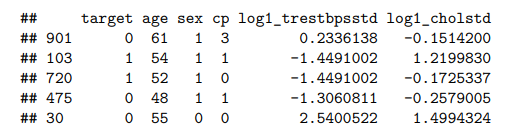 ##     target age sex cp log1_trestbpsstd log1_cholstd
## 901      0  61   1  3        0.2336138   -0.1514200
## 103      1  54   1  1       -1.4491002    1.2199830
## 720      1  52   1  0       -1.4491002   -0.1725337
## 475      0  48   1  1       -1.3060811   -0.2579005
## 30       0  55   0  0        2.5400522    1.4994324